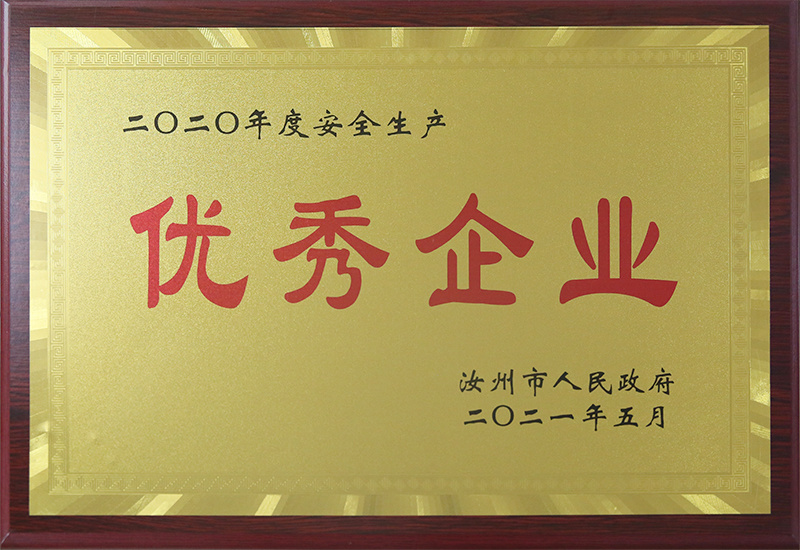 二〇二〇年度安全生产
优秀企业
汝州市人民政府
二〇二一年五月